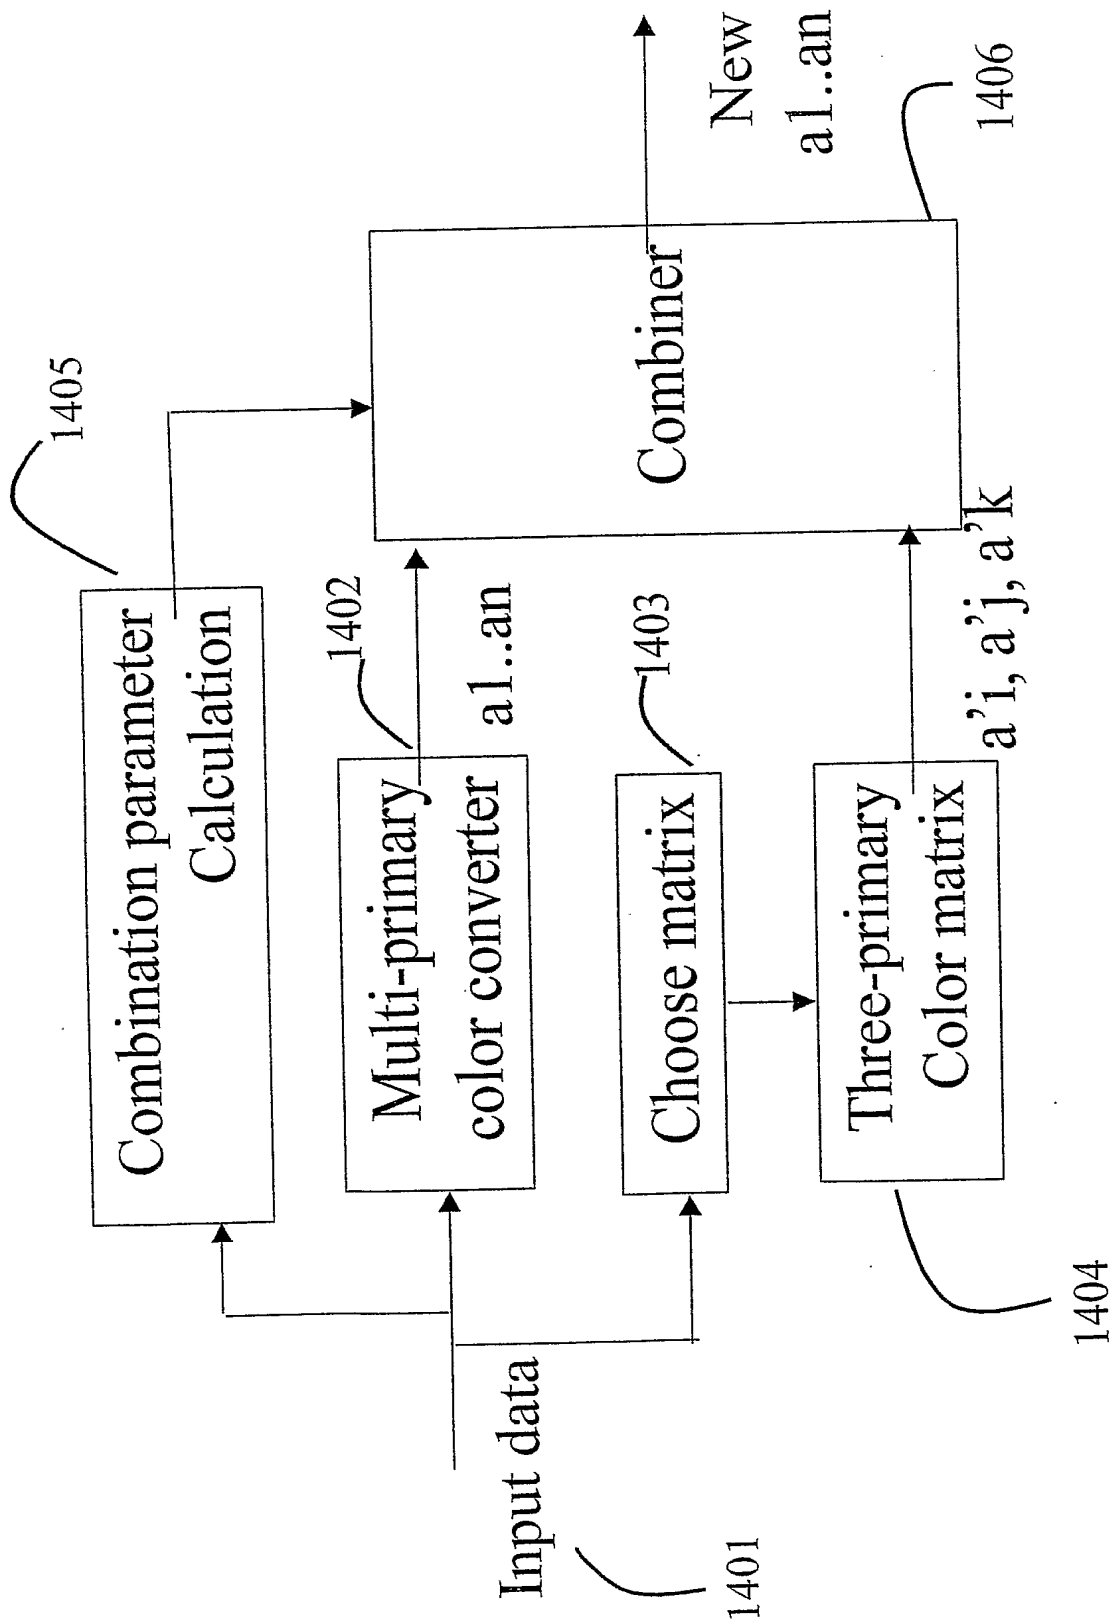 1405
Combination parameter
Calculation
1402
Multi-primary
color converter
a1..an
Input data
1401
1403
Choose matrix
Three-primary
Color matrix
1404
a'i, a'j, a'k
Combiner
1406
New
a1..an